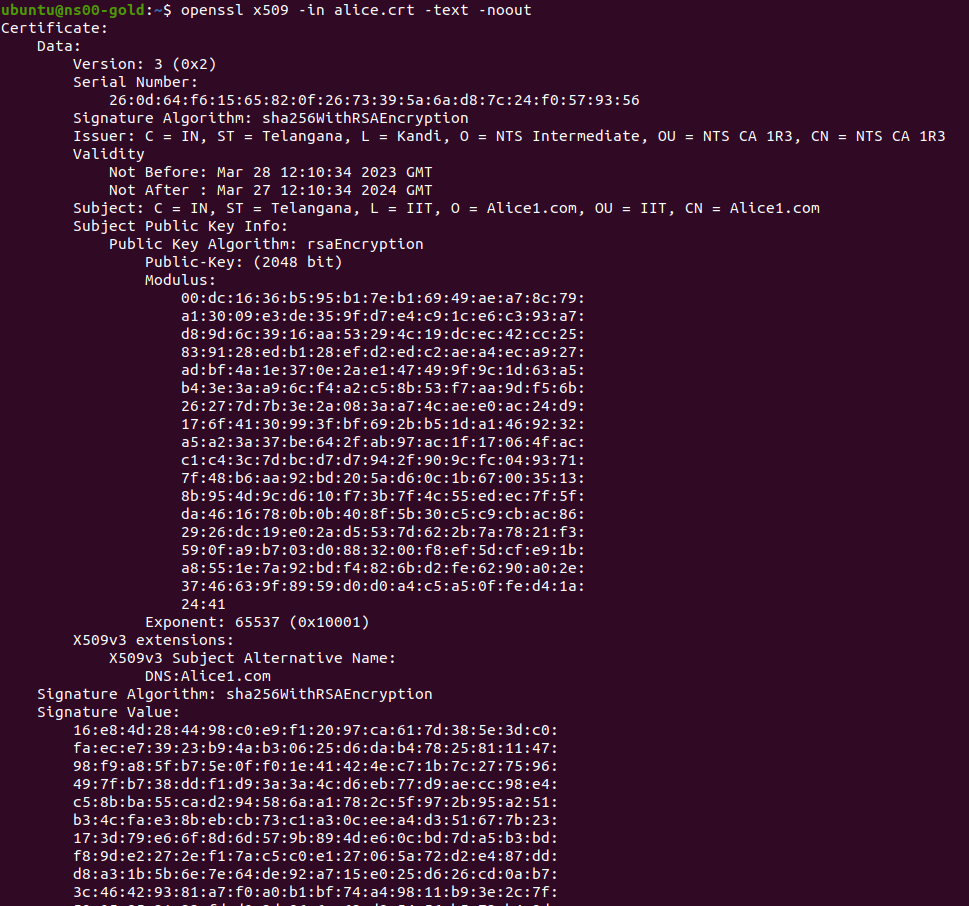 ubuntu@ns00-gold:~$ openssl x509 -in alice.crt -text -noout
Certificate:
    Data:
        Version: 3 (0x2)
        Serial Number:
            26:0d:64:f6:15:65:82:0f:26:73:39:5a:6a:d8:7c:24:f0:57:93:56
        Signature Algorithm: sha256WithRSAEncryption
        Issuer: C = IN, ST = Telangana, L = Kandi, O = NTS Intermediate, OU = NTS CA 1R3, CN = NTS CA 1R3
        Validity
            Not Before: Mar 28 12:10:34 2023 GMT
            Not After : Mar 27 12:10:34 2024 GMT
        Subject: C = IN, ST = Telangana, L = IIT, O = Alice1.com, OU = IIT, CN = Alice1.com
        Subject Public Key Info:
            Public Key Algorithm: rsaEncryption
                Public-Key: (2048 bit)
                Modulus:
                    00:dc:16:36:b5:95:b1:7e:b1:69:49:ae:a7:8c:79:
                    a1:30:09:e3:de:35:9f:d7:e4:c9:1c:e6:c3:93:a7:
                    d8:9d:6c:39:16:aa:53:29:4c:19:dc:ec:42:cc:25:
                    83:91:28:ed:b1:28:ef:d2:ed:c2:ae:a4:ec:a9:27:
                    ad:bf:4a:1e:37:0e:2a:e1:47:49:9f:9c:1d:63:a5:
                    b4:3e:3a:a9:6c:f4:a2:c5:8b:53:f7:aa:9d:f5:6b:
                    26:27:7d:7b:3e:2a:08:3a:a7:4c:ae:e0:ac:24:d9:
                    17:6f:41:30:99:3f:bf:69:2b:b5:1d:a1:46:92:32:
                    a5:a2:3a:37:be:64:2f:ab:97:ac:1f:17:06:4f:ac:
                    c1:c4:3c:7d:bc:d7:d7:94:2f:90:9c:fc:04:93:71:
                    7f:48:b6:aa:92:bd:20:5a:d6:0c:1b:67:00:35:13:
                    8b:95:4d:9c:d6:10:f7:3b:7f:4c:55:ed:ec:7f:5f:
                    da:46:16:78:0b:0b:40:8f:5b:30:c5:c9:cb:ac:86:
                    29:26:dc:19:e0:2a:d5:53:7d:62:2b:7a:78:21:f3:
                    59:0f:a9:b7:03:d0:88:32:00:f8:ef:5d:cf:e9:1b:
                    a8:55:1e:7a:92:bd:f4:82:6b:d2:fe:62:90:a0:2e:
                    37:46:63:9f:89:59:d0:d0:a4:c5:a5:0f:fe:d4:1a:
                    24:41
                Exponent: 65537 (0x10001)
        X509v3 extensions:
            X509v3 Subject Alternative Name:
                DNS:Alice1.com
    Signature Algorithm: sha256WithRSAEncryption
    Signature Value:
        16:e8:4d:28:44:98:c0:e9:f1:20:97:ca:61:7d:38:5e:3d:c0:
        fa:ec:e7:39:23:b9:4a:b3:06:25:d6:da:b4:78:25:81:11:47:
        98:f9:a8:5f:b7:5e:0f:f0:1e:41:42:4e:c7:1b:7c:27:75:96:
        49:7f:b7:38:dd:f1:d9:3a:3a:4c:d6:eb:77:d9:ae:cc:98:e4:
        c5:8b:ba:55:ca:d2:94:58:6a:a1:78:2c:5f:97:2b:95:a2:51:
        b3:4c:fa:e3:8b:eb:cb:73:c1:a3:0c:ee:a4:d3:51:67:7b:23:
        17:3d:79:e6:6f:8d:6d:57:9b:89:4d:e6:0c:bd:7d:a5:b3:bd:
        f8:9d:e2:27:2e:f1:7a:c5:c0:e1:27:06:5a:72:d2:e4:87:dd:
        d8:a3:1b:5b:6e:7e:64:de:92:a7:15:e0:25:d6:26:cd:0a:b7:
        3c:46:42:93:81:a7:f0:a0:b1:bf:74:a4:98:11:b9:3e:2c:7f: